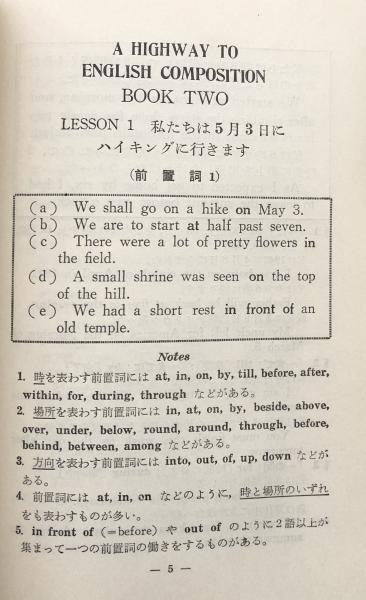 A HIGHWAY TO
ENGLISH COMPOSITION
BOOK TWO
LESSON 1 私たちは5月3日に
ハイキングに行きます
(前置詞1)
(a) We shall go on a hike on May 3.
(b) We are to start at half past seven.
(c) There were a lot of pretty flowers in
the field.
(d) A small shrine was seen on the top
of the hill.
(e) We had a short rest in front of an
old temple.
Notes
1. 時を表わす前置詞には at, in, on, by, till, before, after,
within, for, during, through などがある。
2. 場所を表わす前置詞には in, at, on, by, beside, above,
over, under, below, round, around, through, before,
behind, between, among などがある。
3. 方向を表わす前置詞には into, out, of, up, down などが
ある。
4. 前置詞には at, in, on などのように, 時と場所のいずれ
をも表わすものが多い。
5. in front of (=before) や out of のように2語以上が
集まって一つの前置詞の働きをするものがある。
— 5 —